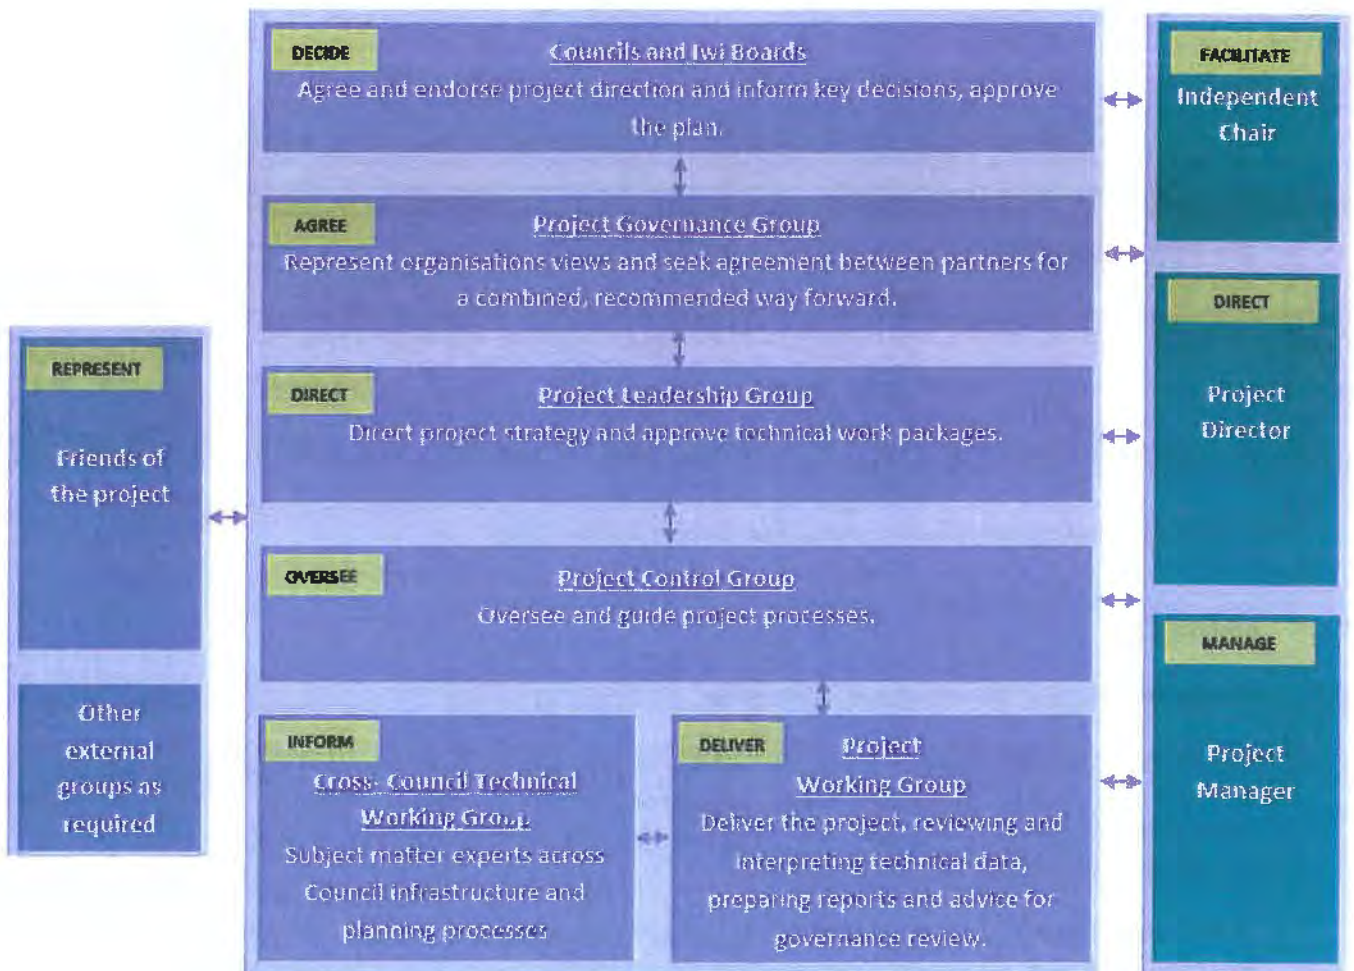 DECIDE
Councils and Iwi Boards
Agree and endorse project direction and inform key decisions, approve
the plan.
AGREE
Project Governance Group
Represent organisations views and seek agreement between partners for
a combined, recommended way forward.
DIRECT
Project Leadership Group
Direct project strategy and approve technical work packages.
OVERSEE
Project Control Group
Oversee and guide project processes.
INFORM
Cross- Council Technical
Working Group
Subject matter experts across
Council infrastructure and
planning processes
DELIVER
Project
Working Group
Deliver the project, reviewing and
interpreting technical data,
preparing reports and advice for
governance review.
REPRESENT
Friends of
the project
Other
external
groups as
required
FACILITATE
Independent
Chair
DIRECT
Project
Director
MANAGE
Project
Manager